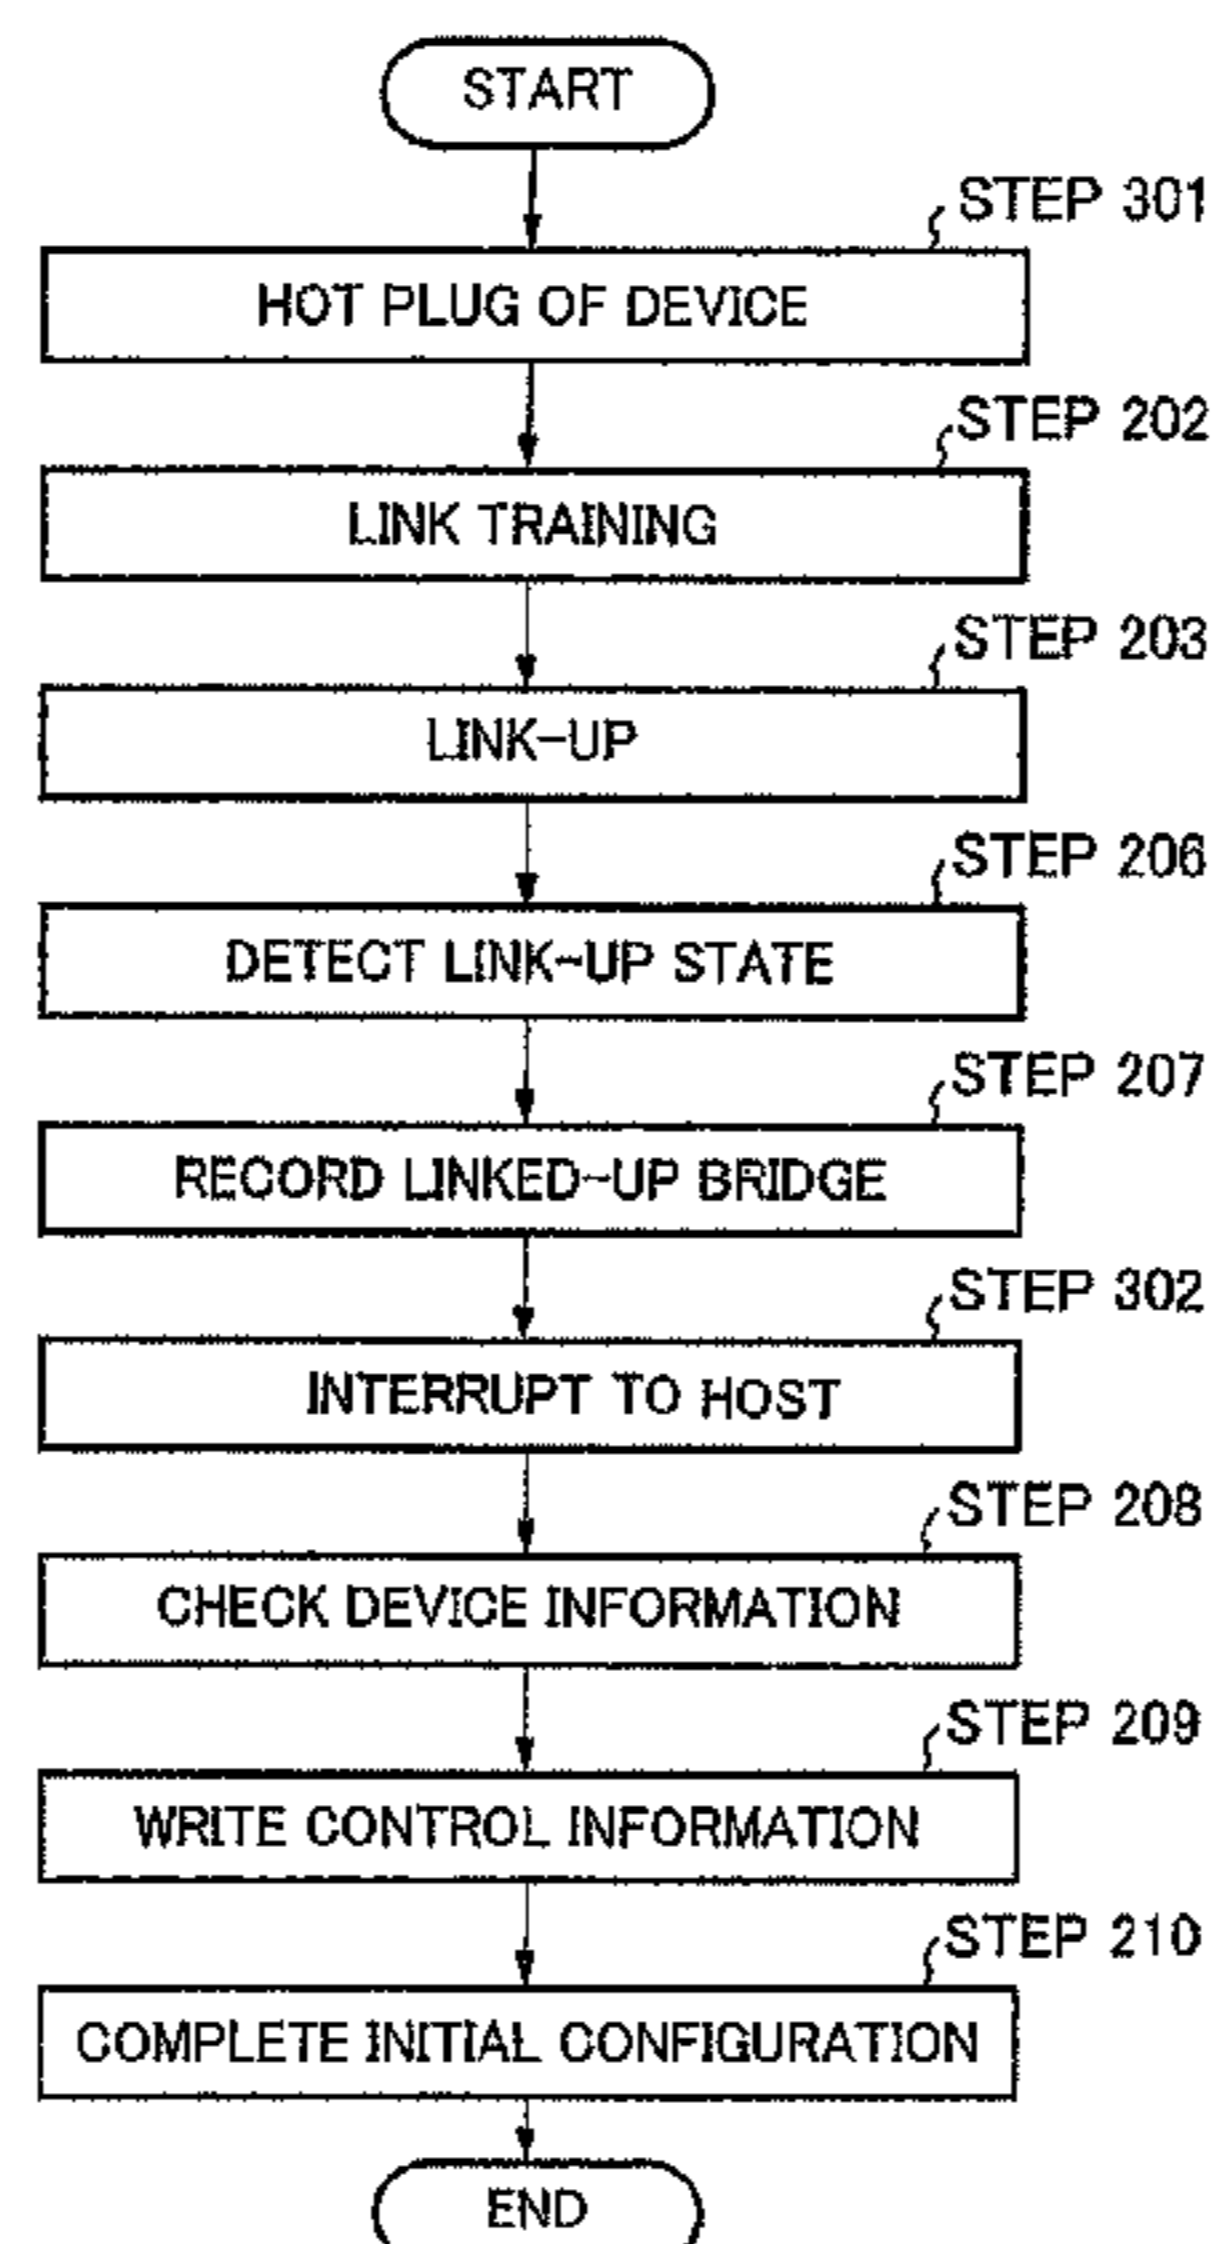 START
STEP 301
HOT PLUG OF DEVICE
STEP 202
LINK TRAINING
STEP 203
LINK-UP
STEP 206
DETECT LINK-UP STATE
STEP 207
RECORD LINKED-UP BRIDGE
STEP 302
INTERRUPT TO HOST
STEP 208
CHECK DEVICE INFORMATION
STEP 209
WRITE CONTROL INFORMATION
STEP 210
COMPLETE INITIAL CONFIGURATION
END